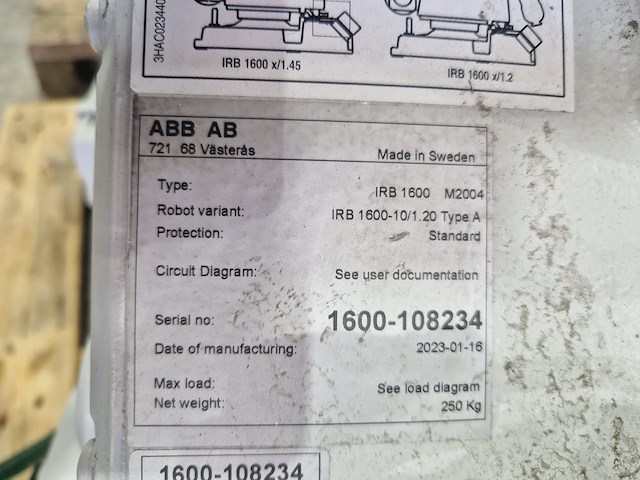 3HAC023440
IRB 1600 x/1.45
IRB 1600 x/1.2
ABB AB
721 68 Västerås
Made in Sweden
Type: IRB 1600 M2004
Robot variant: IRB 1600-10/1.20 Type A
Protection: Standard
Circuit Diagram: See user documentation
Serial no: 1600-108234
Date of manufacturing: 2023-01-16
Max load: See load diagram
Net weight: 250 Kg
1600-108234